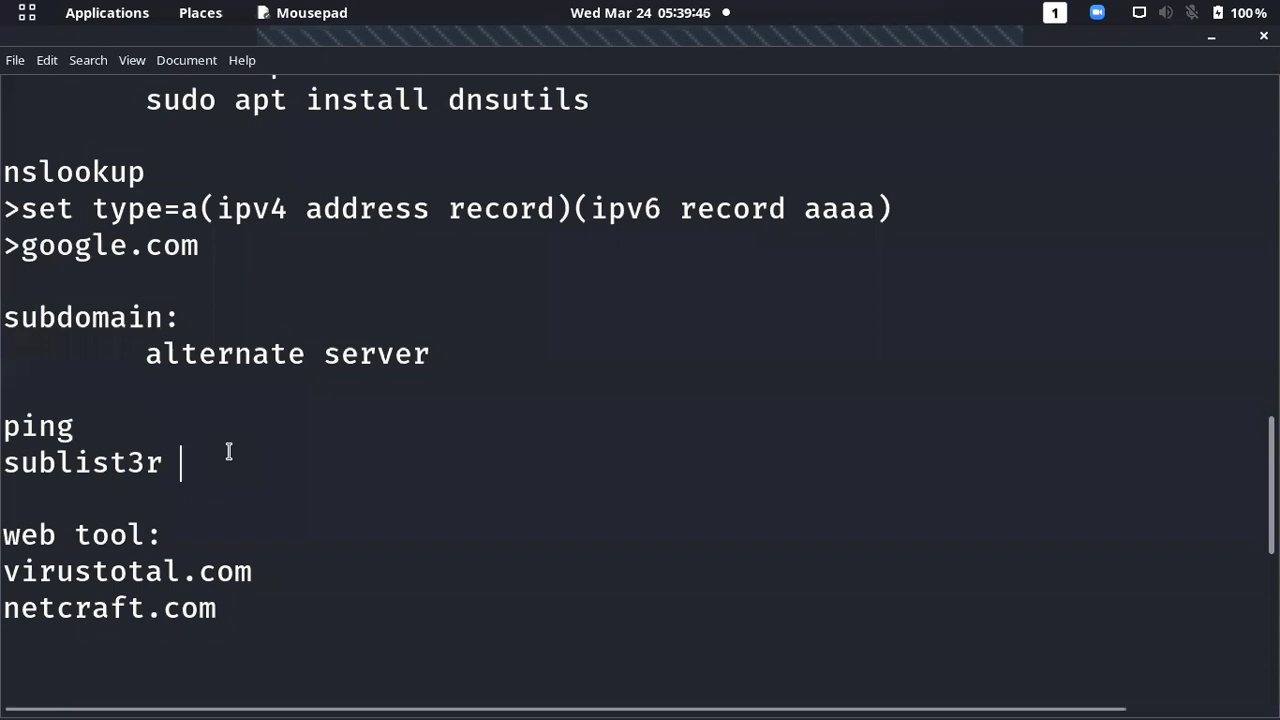 Applications Places Mousepad Wed Mar 24 05:39:46 1 100%
File Edit Search View Document Help
sudo apt install dnsutils
nslookup
>set type=a(ipv4 address record)(ipv6 record aaaa)
>google.com
subdomain:
alternate server
ping
sublist3r
web tool:
virustotal.com
netcraft.com